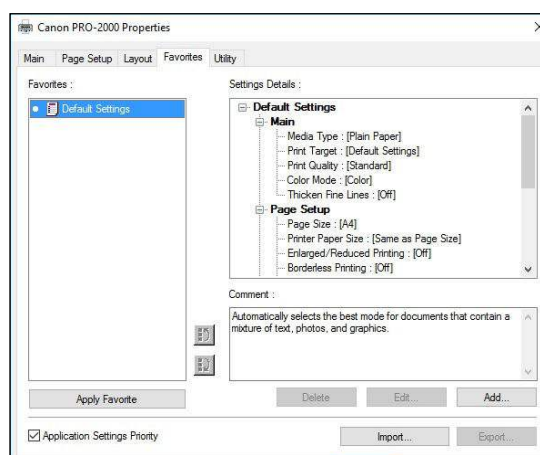 Canon PRO-2000 Properties
Main Page Setup Layout Favorites Utility
Favorites :
Default Settings
Settings Details :
Default Settings
Main
Media Type : [Plain Paper]
Print Target : [Default Settings]
Print Quality : [Standard]
Color Mode : [Color]
Thicken Fine Lines : [Off]
Page Setup
Page Size : [A4]
Printer Paper Size : [Same as Page Size]
Enlarged/Reduced Printing : [Off]
Borderless Printing : [Off]
Comment :
Automatically selects the best mode for documents that contain a
mixture of text, photos, and graphics.
Apply Favorite
Delete Edit... Add...
Application Settings Priority
Import... Export...